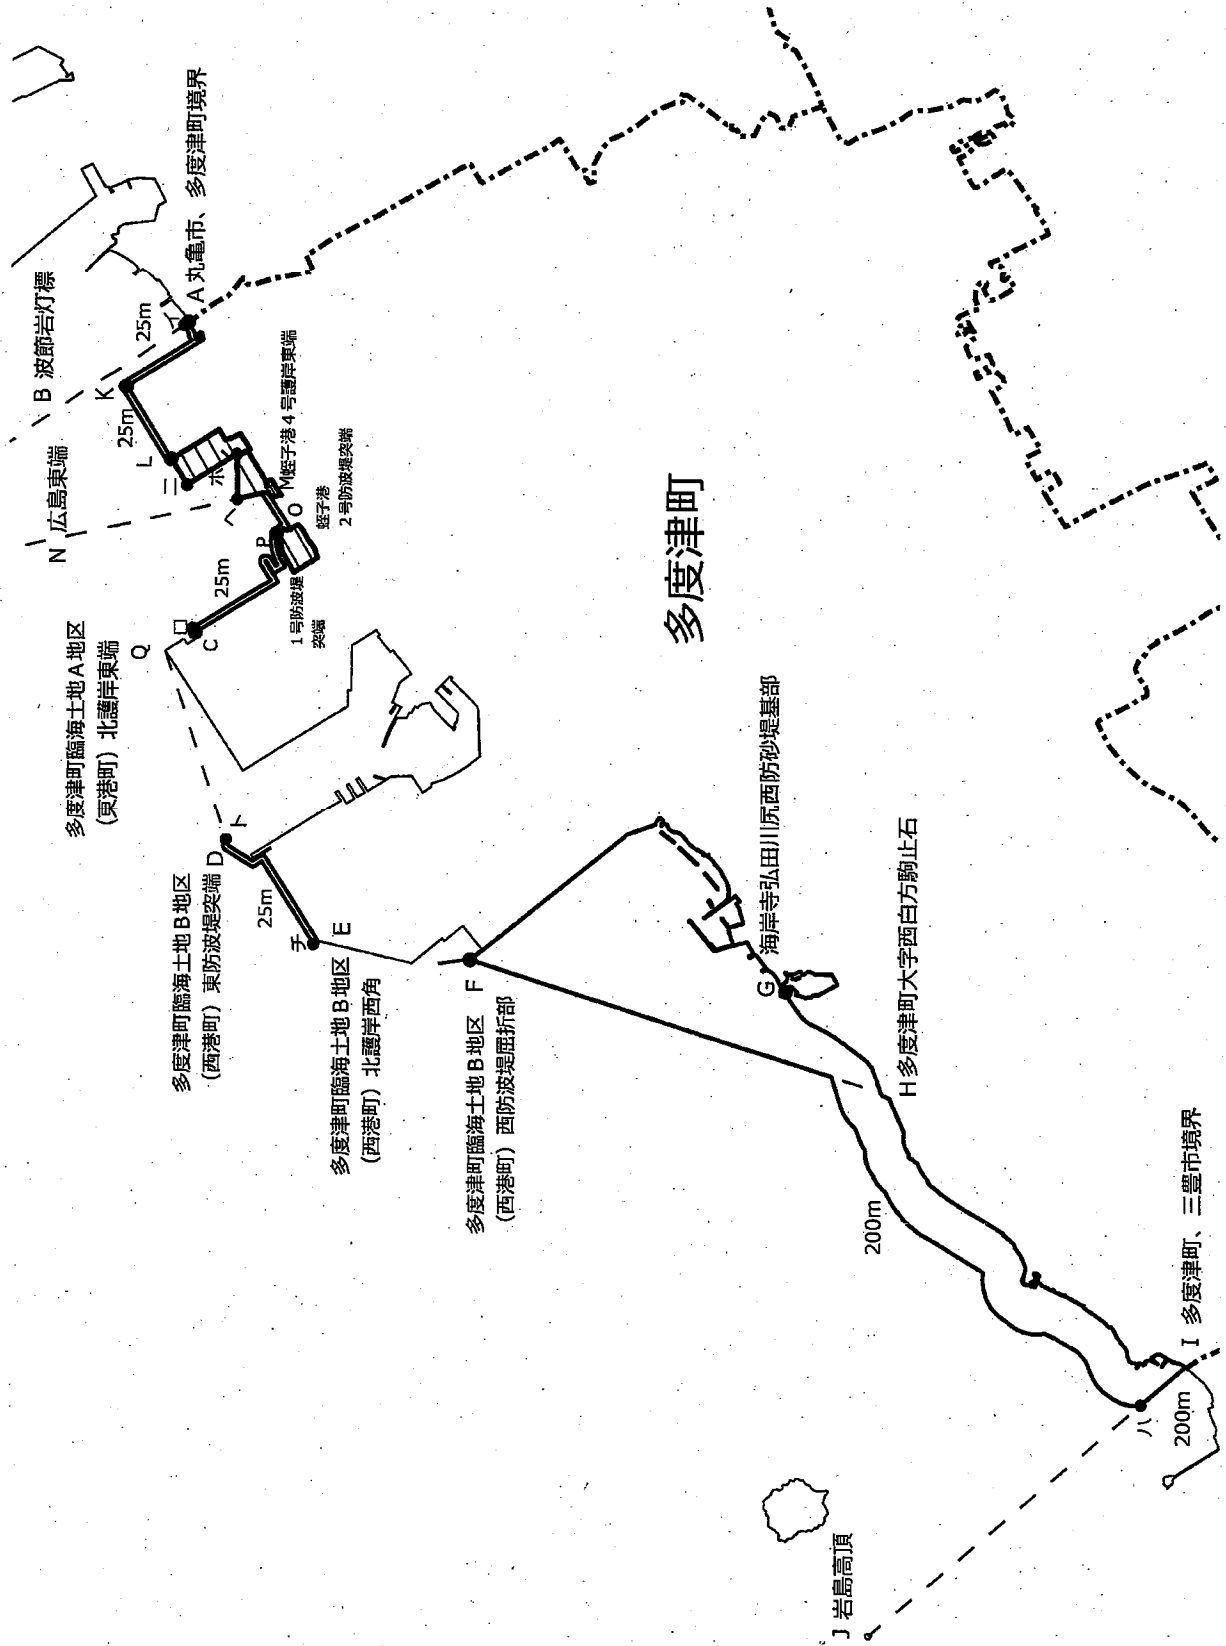 J 岩島高頂
ハ
200m
I 多度津町、三豊市境界
200m
H多度津町大字西白方駒止石
G
海岸寺弘田川尻西防砂堤基部
多度津町臨海土地B地区
(西港町) 西防波堤屈折部
F
多度津町臨海土地B地区
(西港町) 北護岸西角
E
チ
25m
多度津町臨海土地B地区
(西港町) 東防波堤突端
D
ト
多度津町臨海土地A地区
(東港町) 北護岸東端
Q
ロ
C
25m
1号防波堤
突端
P
O
蛭子港
2号防波堤突端
M蛭子港4号護岸東端
N 広島東端
ヘ
ホ
ニ
L
25m
K
B 波節岩灯標
25m
イ
A 丸亀市、多度津町境界
多度津町